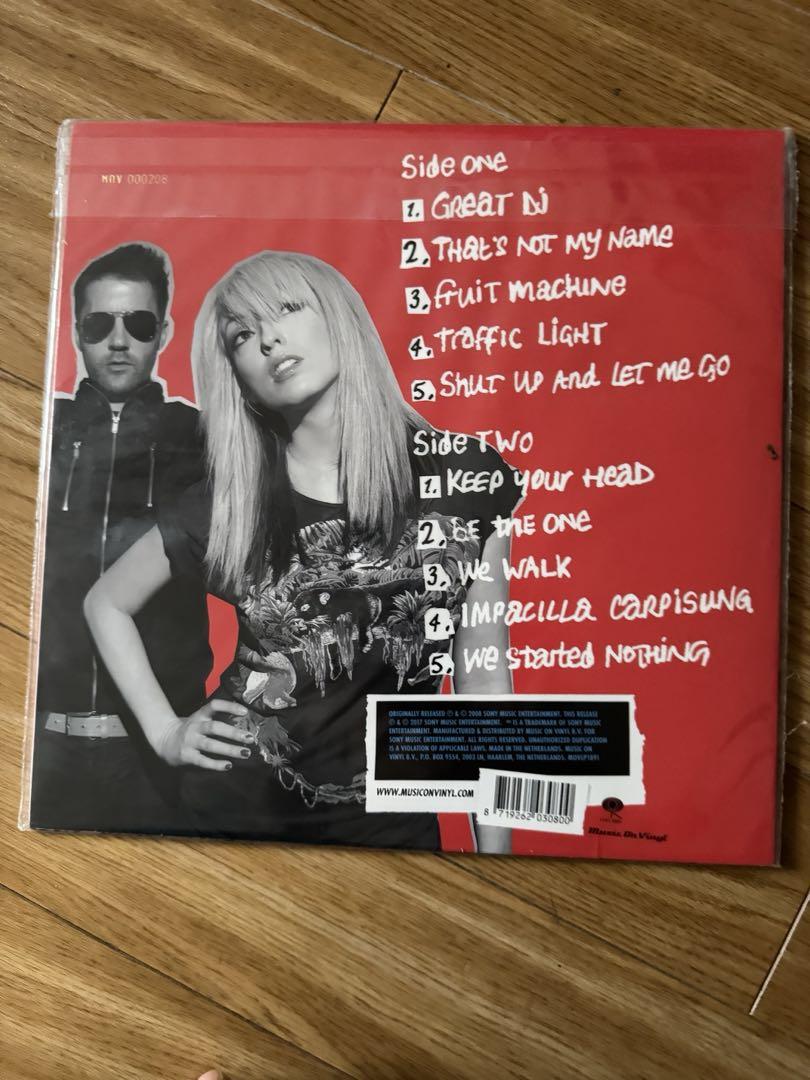 MOV 000208
Side ONE
1. GREAT DJ
2. THAT'S NOT MY NAME
3. FRUIT MACHINE
4. TRAFFIC LIGHT
5. SHUT UP AND LET ME GO
Side TWO
1. KEEP YOUR HEAD
2. BE THE ONE
3. WE WALK
4. IMPACILLA CARPISUNG
5. WE STARTED NOTHING
ORIGINALLY RELEASED ℗ & © 2008 SONY MUSIC ENTERTAINMENT. THIS RELEASE
℗ & © 2017 SONY MUSIC ENTERTAINMENT. ™ IS A TRADEMARK OF SONY MUSIC
ENTERTAINMENT. MANUFACTURED & DISTRIBUTED BY MUSIC ON VINYL B.V. FOR
SONY MUSIC ENTERTAINMENT. ALL RIGHTS RESERVED. UNAUTHORIZED DUPLICATION
IS A VIOLATION OF APPLICABLE LAWS. MADE IN THE NETHERLANDS. MUSIC ON
VINYL B.V., P.O. BOX 9554, 2003 LN, HAARLEM, THE NETHERLANDS. MOVLP1891
WWW.MUSICONVINYL.COM
8 719262 030800
Music On Vinyl